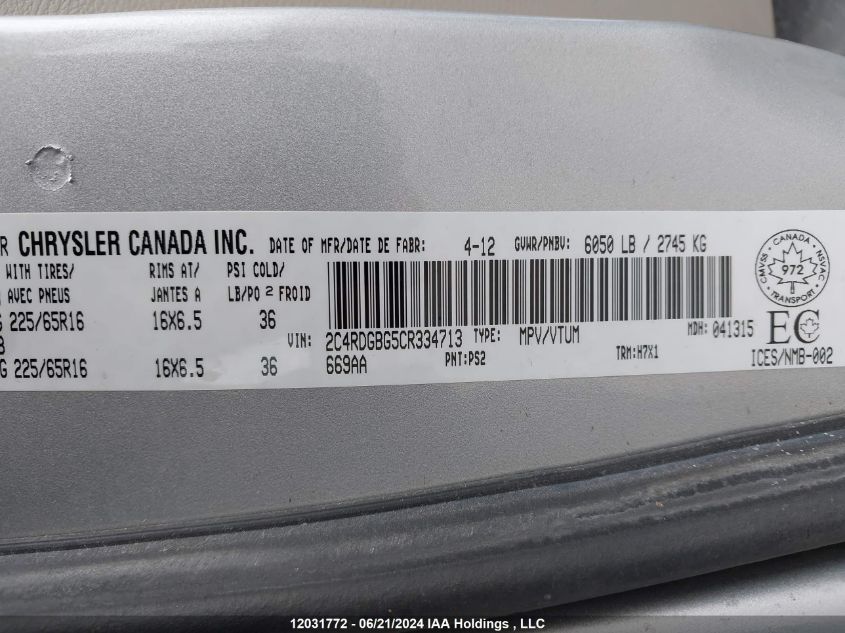 R CHRYSLER CANADA INC. DATE OF MFR/DATE DE FABR: 4-12 GVWR/PNBV: 6050 LB / 2745 KG
WITH TIRES/ RIMS AT/ PSI COLD/
AVEC PNEUS JANTES A LB/PO 2 FROID
G 225/65R16 16X6.5 36
B
VIN: 2C4RDGBG5CR334713 TYPE: MPV/VTUM MDH: 041315
G 225/65R16 16X6.5 36 669AA PNT:PS2 TRM:H7X1
CANADA
CMVSS 972 NSVAC
TRANSPORT
EC
ICES/NMB-002
12031772 - 06/21/2024 IAA Holdings , LLC